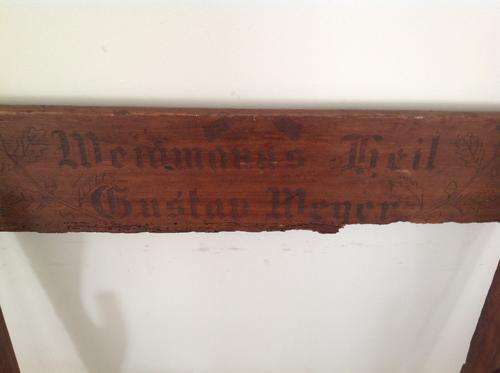 Weidmanns Heil
Gustav Meyer